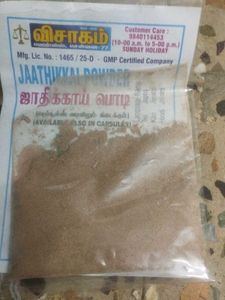 விசாகம்
Customer Care :
9840114453
(10-00 a.m. to 5-00 p.m.)
SUNDAY HOLIDAY
Mfg. Lic. No. : 1465 / 25-D - GMP Certified Company
JAATHIKKAI POWDER
ஜாதிக்காய் பொடி
(AVAILABLE ALSO IN CAPSULES)